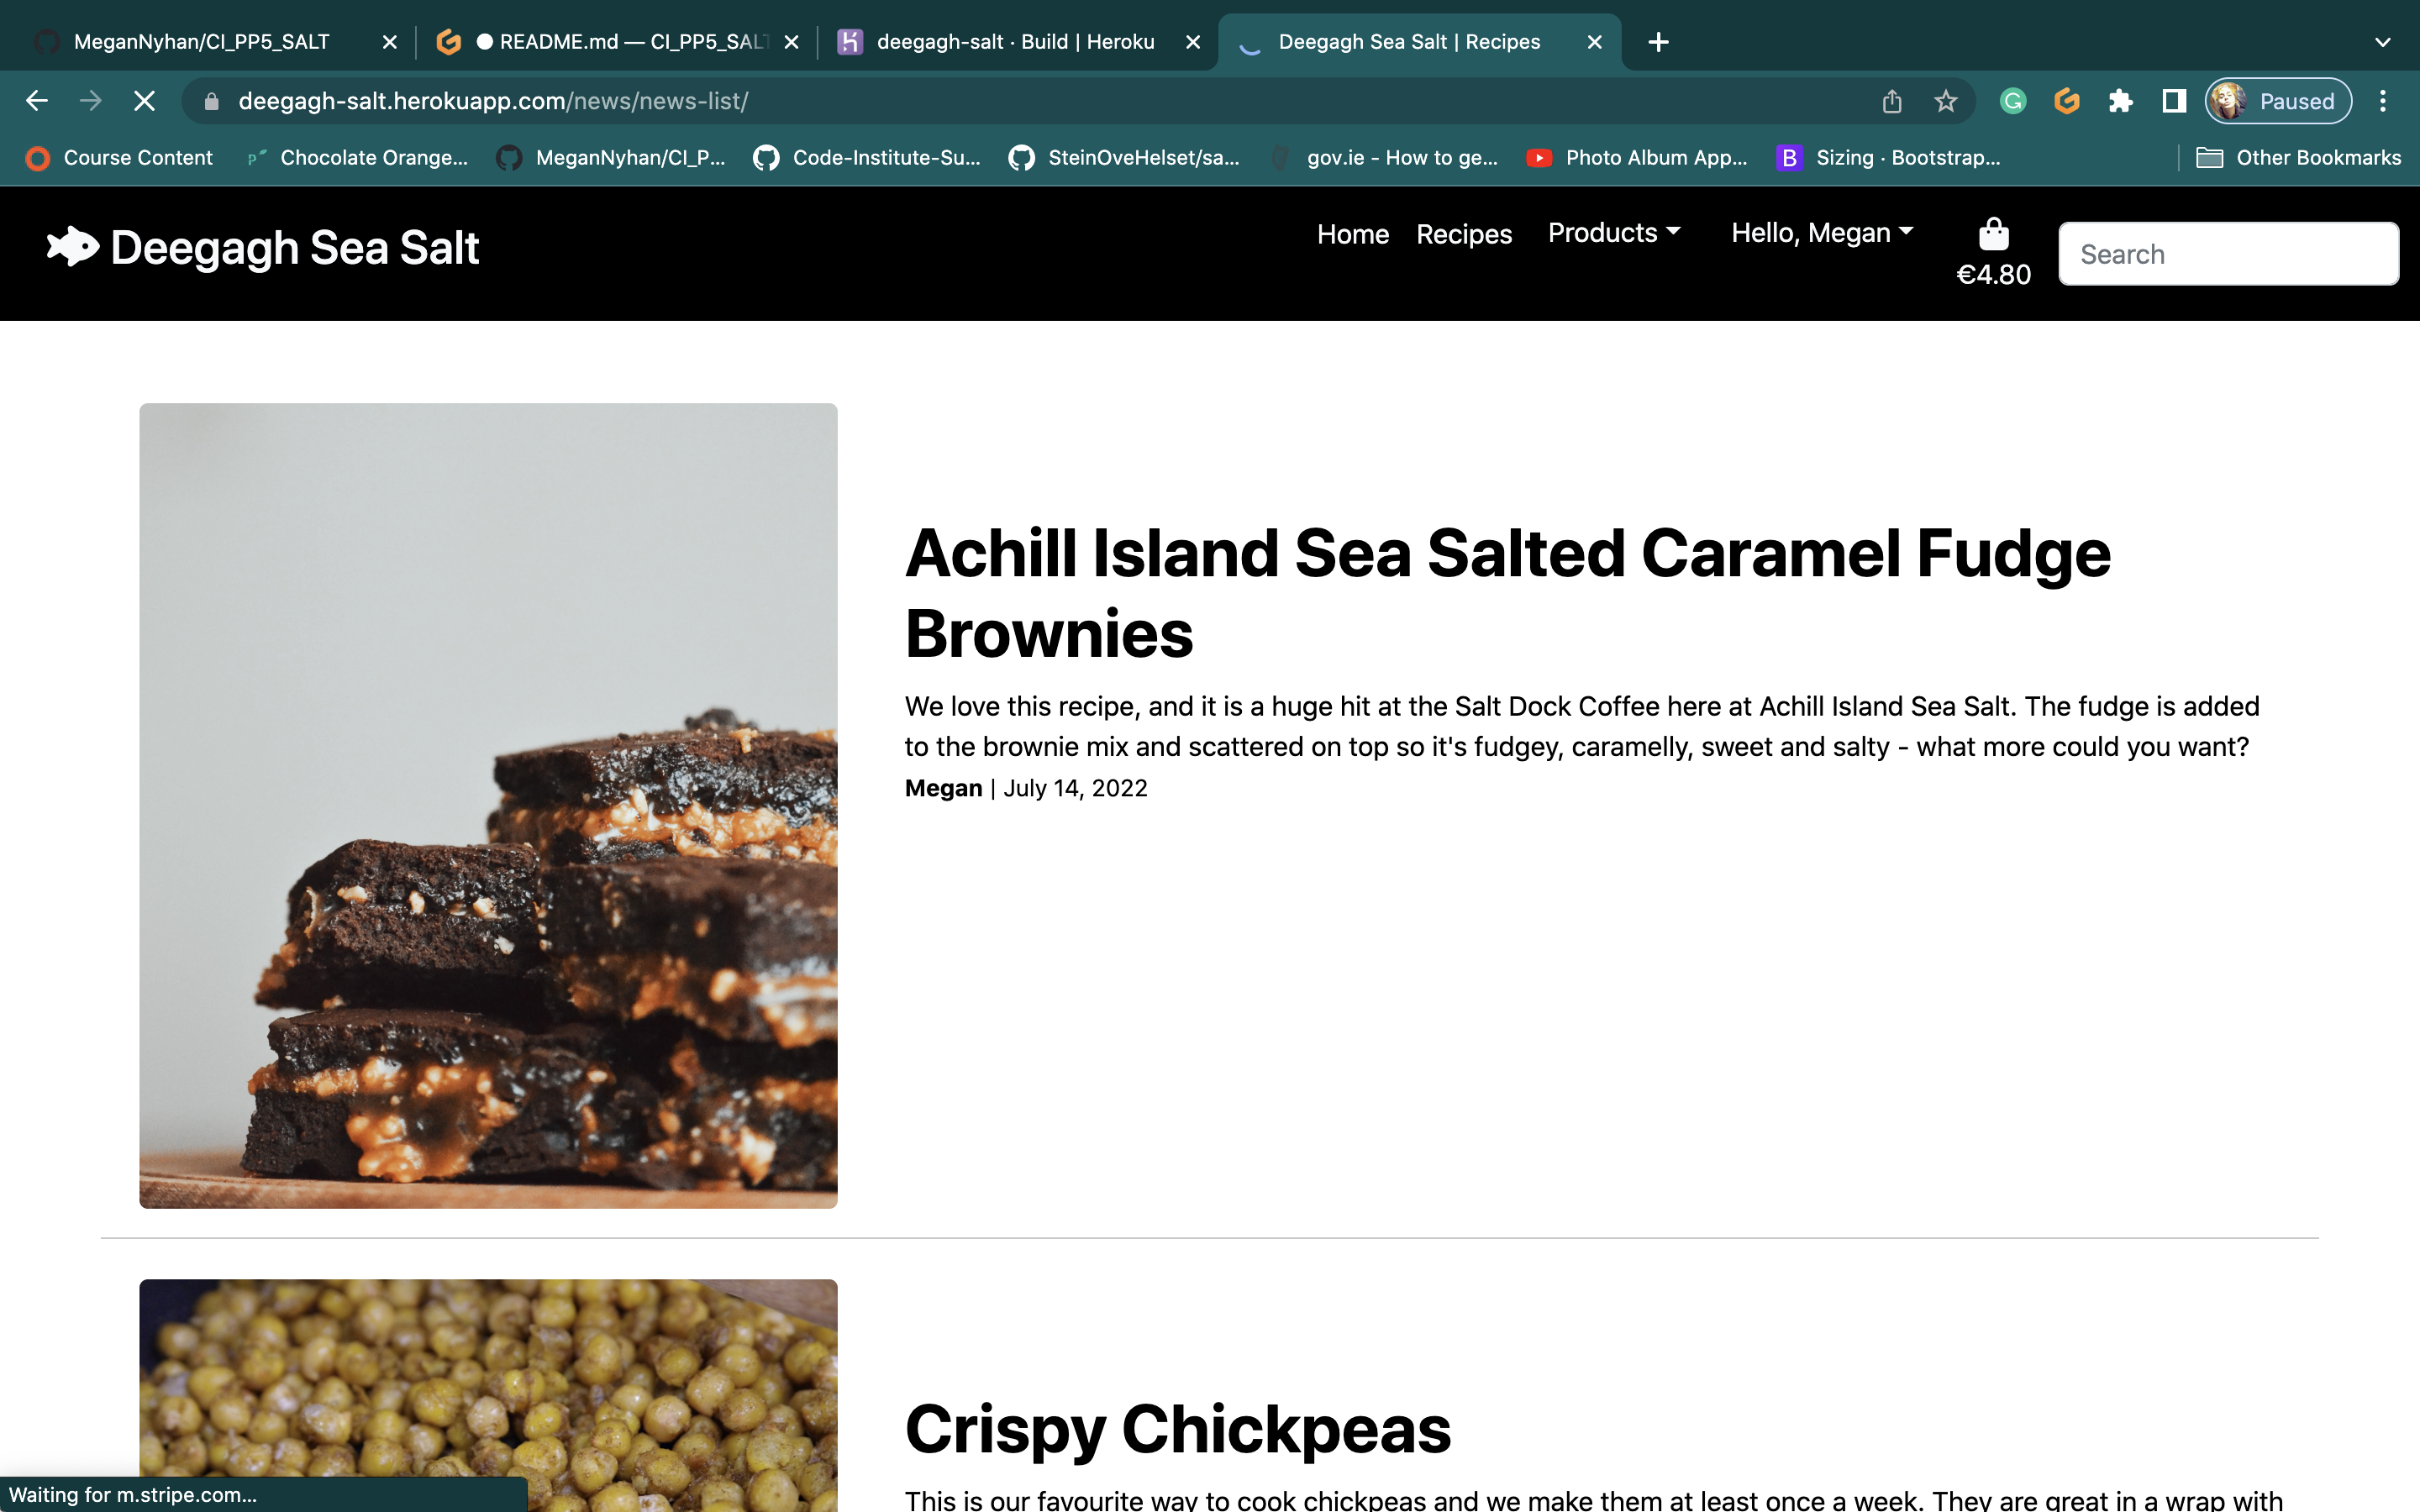 MeganNyhan/CI_PP5_SALT
README.md — CI_PP5_SALT
deegagh-salt · Build | Heroku
Deegagh Sea Salt | Recipes
deegagh-salt.herokuapp.com/news/news-list/
Paused
Course Content
Chocolate Orange...
MeganNyhan/CI_P...
Code-Institute-Su...
SteinOveHelset/sa...
gov.ie - How to ge...
Photo Album App...
B
Sizing · Bootstrap...
Other Bookmarks
Deegagh Sea Salt
Home
Recipes
Products
Hello, Megan
€4.80
Search
Achill Island Sea Salted Caramel Fudge
Brownies
We love this recipe, and it is a huge hit at the Salt Dock Coffee here at Achill Island Sea Salt. The fudge is added
to the brownie mix and scattered on top so it's fudgey, caramelly, sweet and salty - what more could you want?
Megan | July 14, 2022
Crispy Chickpeas
This is our favourite way to cook chickpeas and we make them at least once a week. They are great in a wrap with
Waiting for m.stripe.com...